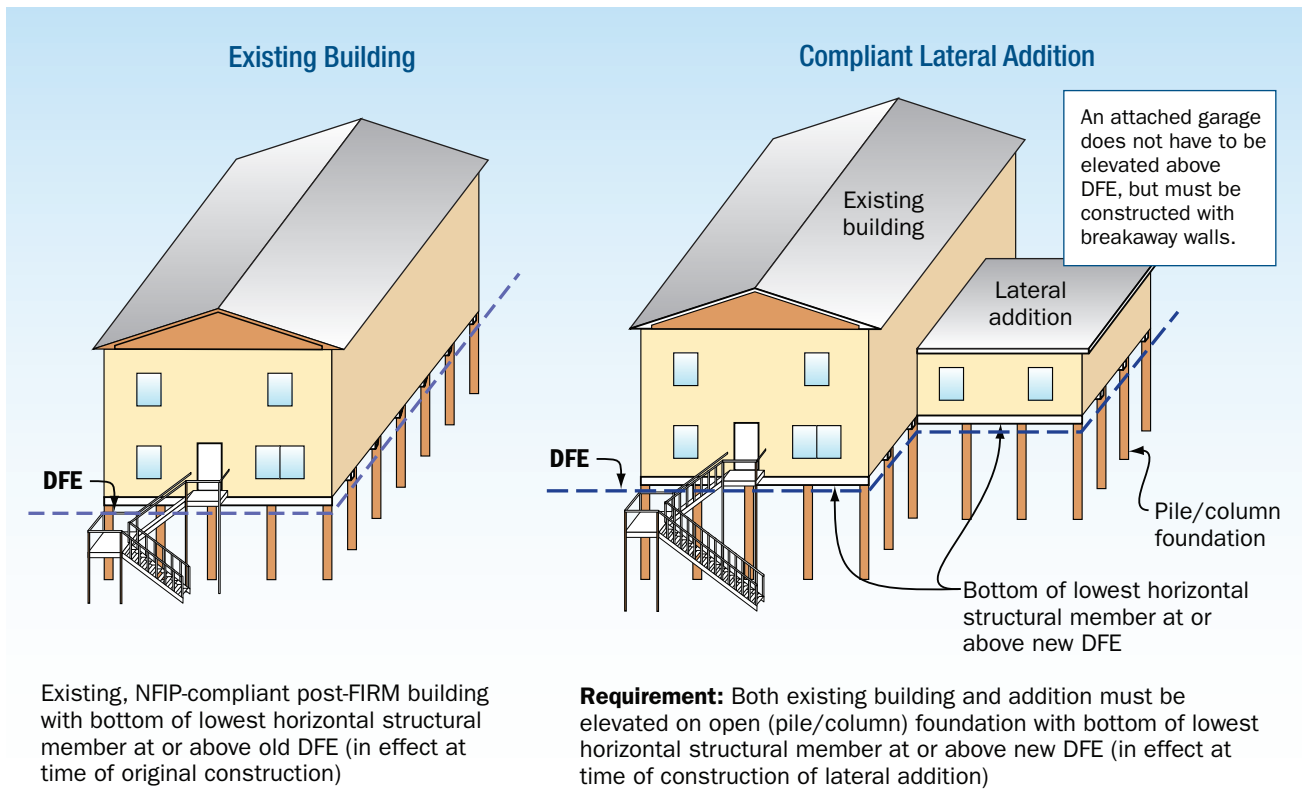 Existing Building
DFE
Existing, NFIP-compliant post-FIRM building
with bottom of lowest horizontal structural
member at or above old DFE (in effect at
time of original construction)
Compliant Lateral Addition
An attached garage
does not have to be
elevated above
DFE, but must be
constructed with
breakaway walls.
Existing
building
Lateral
addition
DFE
Pile/column
foundation
Bottom of lowest horizontal
structural member at or
above new DFE
Requirement: Both existing building and addition must be
elevated on open (pile/column) foundation with bottom of lowest
horizontal structural member at or above new DFE (in effect at
time of construction of lateral addition)